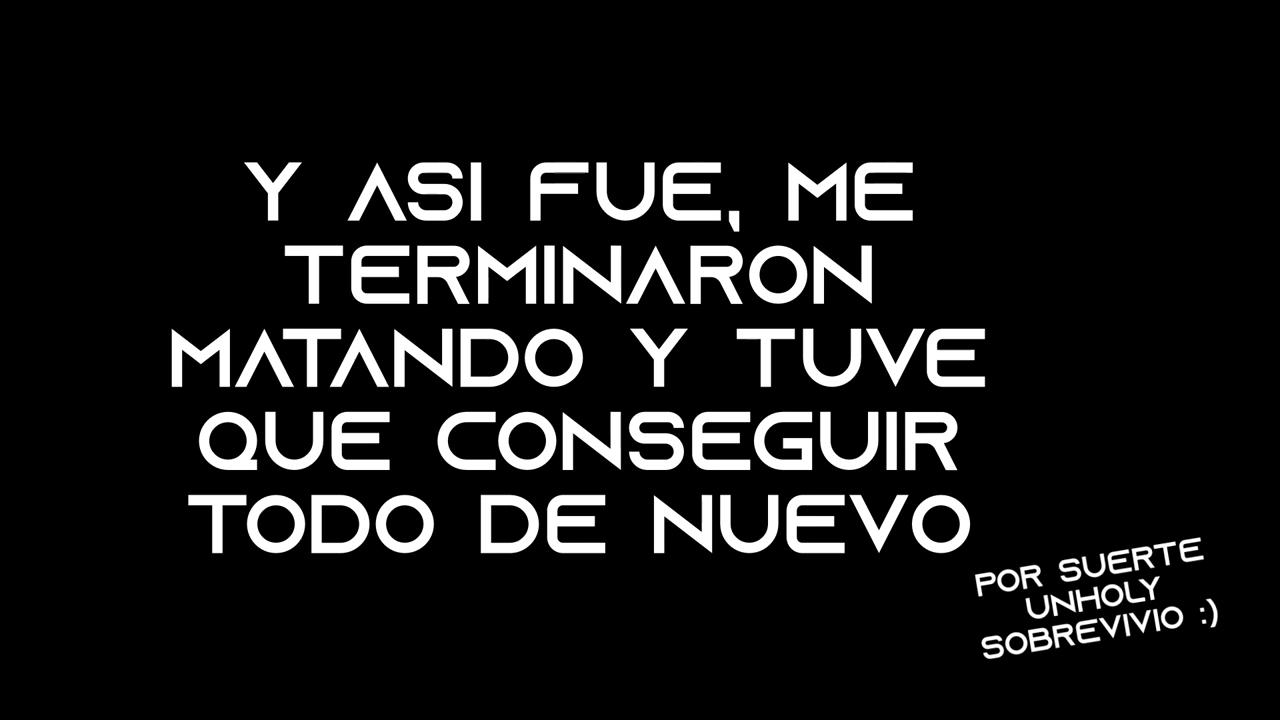 Y ASI FUE, ME
TERMINARON
MATANDO Y TUVE
QUE CONSEGUIR
TODO DE NUEVO
POR SUERTE
UNHOLY
SOBREVIVIO :)